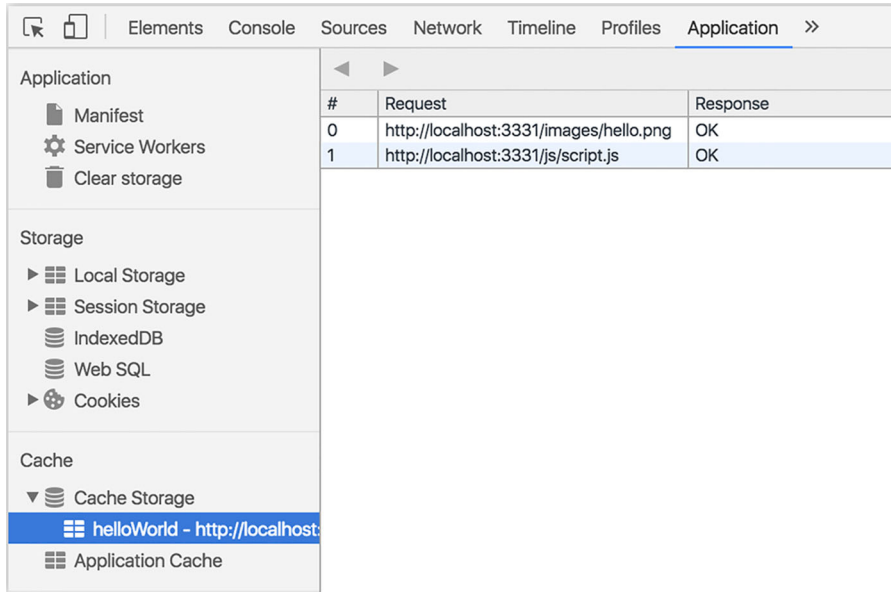 Elements Console Sources Network Timeline Profiles Application »
Application
Manifest
Service Workers
Clear storage
Storage
Local Storage
Session Storage
IndexedDB
Web SQL
Cookies
Cache
Cache Storage
helloWorld - http://localhost:
Application Cache
# Request Response
0 http://localhost:3331/images/hello.png OK
1 http://localhost:3331/js/script.js OK